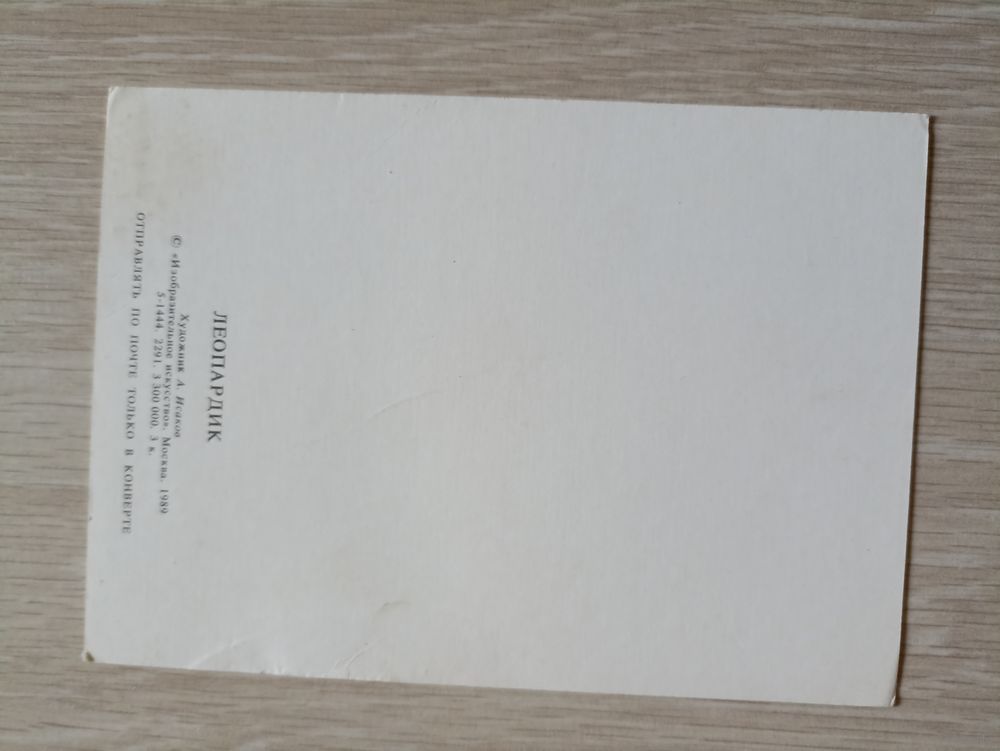 ЛЕОПАРДИК
Художник А. Исаков
© «Изобразительное искусство». Москва. 1989
5-1444. 2291. 3 300 000. 3 к.
ОТПРАВЛЯТЬ ПО ПОЧТЕ ТОЛЬКО В КОНВЕРТЕ